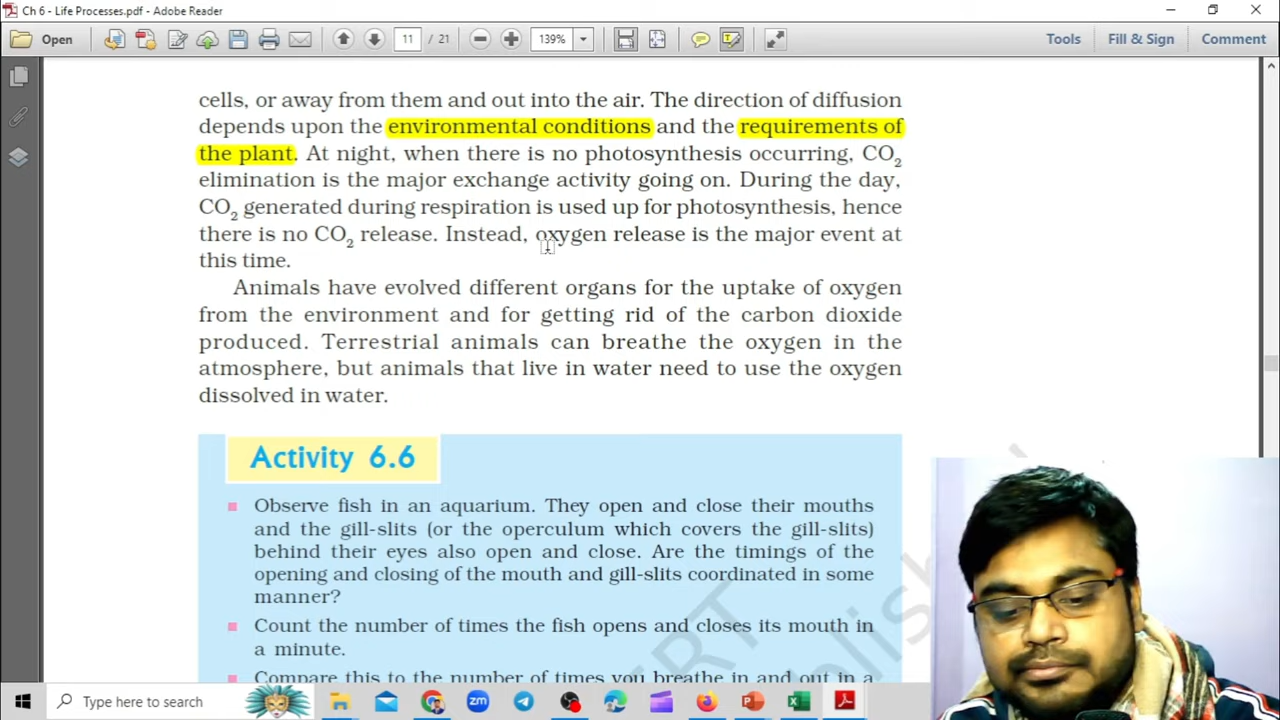 Ch 6 - Life Processes.pdf - Adobe Reader
Open 11 / 21 139% Tools Fill & Sign Comment
cells, or away from them and out into the air. The direction of diffusion
depends upon the environmental conditions and the requirements of
the plant. At night, when there is no photosynthesis occurring, CO₂
elimination is the major exchange activity going on. During the day,
CO₂ generated during respiration is used up for photosynthesis, hence
there is no CO₂ release. Instead, oxygen release is the major event at
this time.
Animals have evolved different organs for the uptake of oxygen
from the environment and for getting rid of the carbon dioxide
produced. Terrestrial animals can breathe the oxygen in the
atmosphere, but animals that live in water need to use the oxygen
dissolved in water.
Activity 6.6
Observe fish in an aquarium. They open and close their mouths
and the gill-slits (or the operculum which covers the gill-slits)
behind their eyes also open and close. Are the timings of the
opening and closing of the mouth and gill-slits coordinated in some
manner?
Count the number of times the fish opens and closes its mouth in
a minute.
Compare this to the number of times you breathe in and out in a
Type here to search
zm